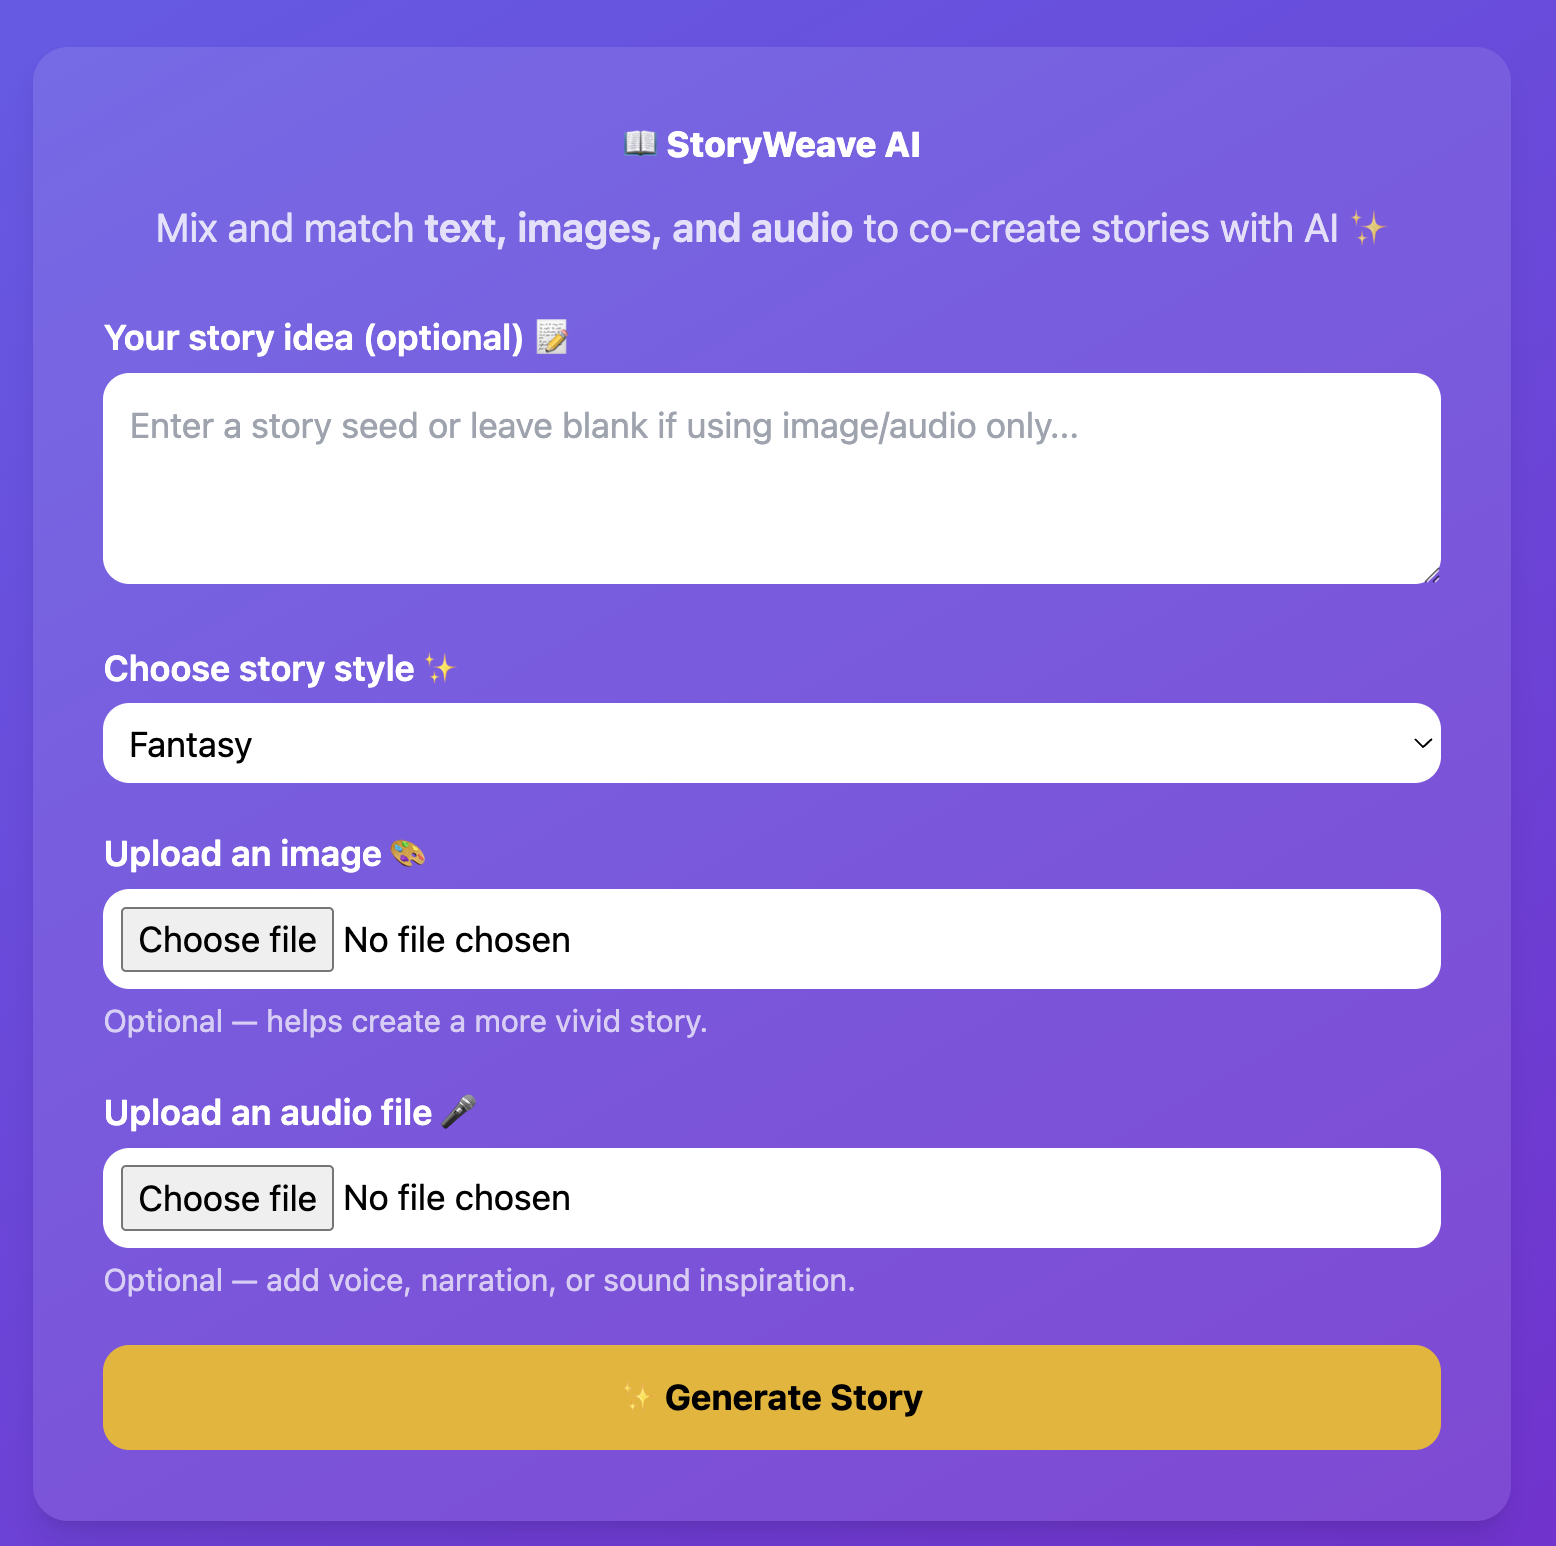 📖 StoryWeave AI
Mix and match text, images, and audio to co-create stories with AI ✨
Your story idea (optional) 📝
Enter a story seed or leave blank if using image/audio only...
Choose story style ✨
Fantasy
Upload an image 🎨
Choose file No file chosen
Optional — helps create a more vivid story.
Upload an audio file 🎤
Choose file No file chosen
Optional — add voice, narration, or sound inspiration.
✨ Generate Story